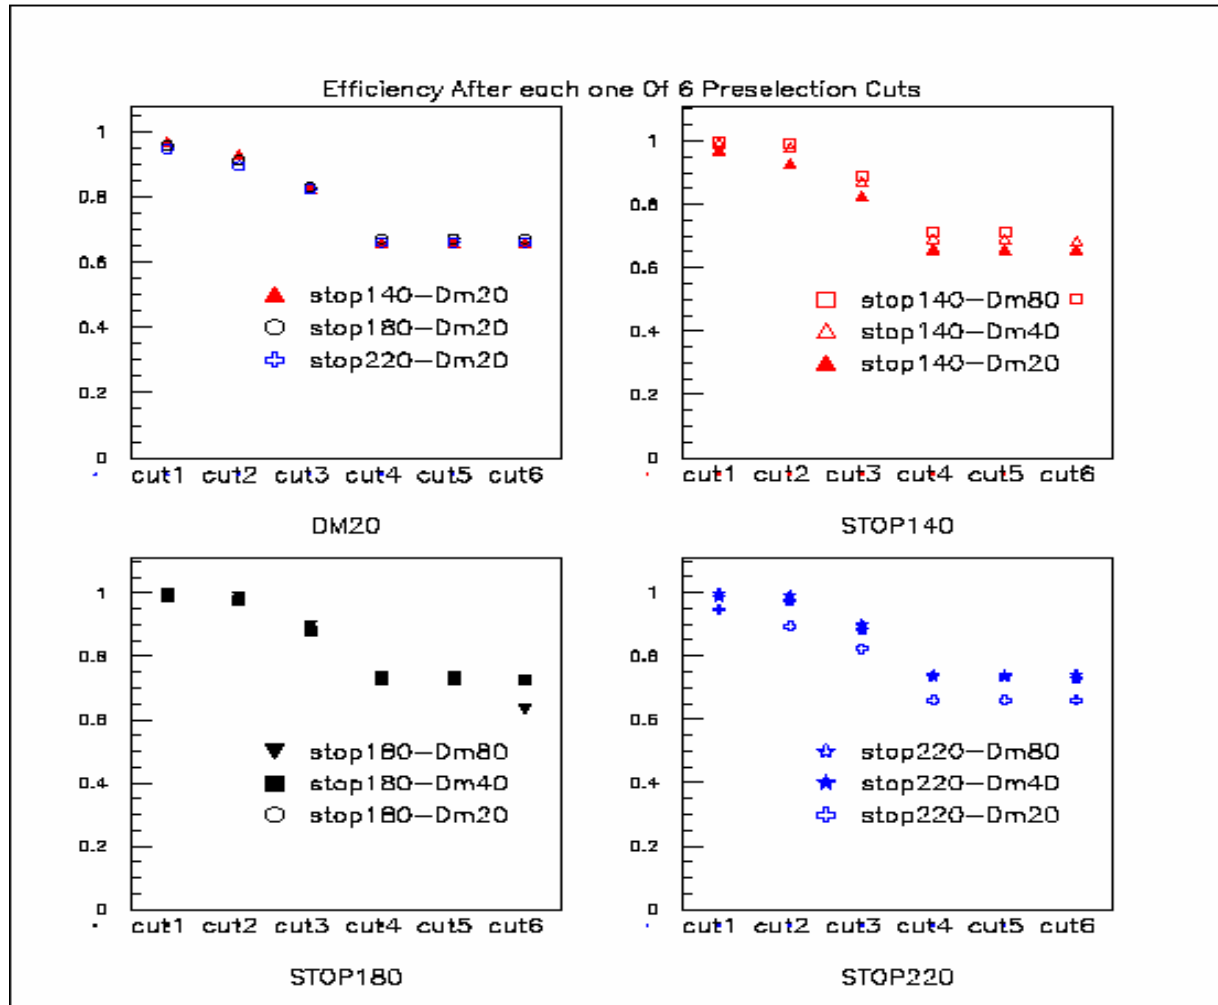 Efficiency After each one Of 6 Preselection Cuts
1
0.8
0.6
0.4
0.2
0
stop140-Dm20
stop180-Dm20
stop220-Dm20
cut1 cut2 cut3 cut4 cut5 cut6
DM20
1
0.8
0.6
0.4
0.2
0
stop140-Dm80
stop140-Dm40
stop140-Dm20
cut1 cut2 cut3 cut4 cut5 cut6
STOP140
1
0.8
0.6
0.4
0.2
0
stop180-Dm80
stop180-Dm40
stop180-Dm20
cut1 cut2 cut3 cut4 cut5 cut6
STOP180
1
0.8
0.6
0.4
0.2
0
stop220-Dm80
stop220-Dm40
stop220-Dm20
cut1 cut2 cut3 cut4 cut5 cut6
STOP220